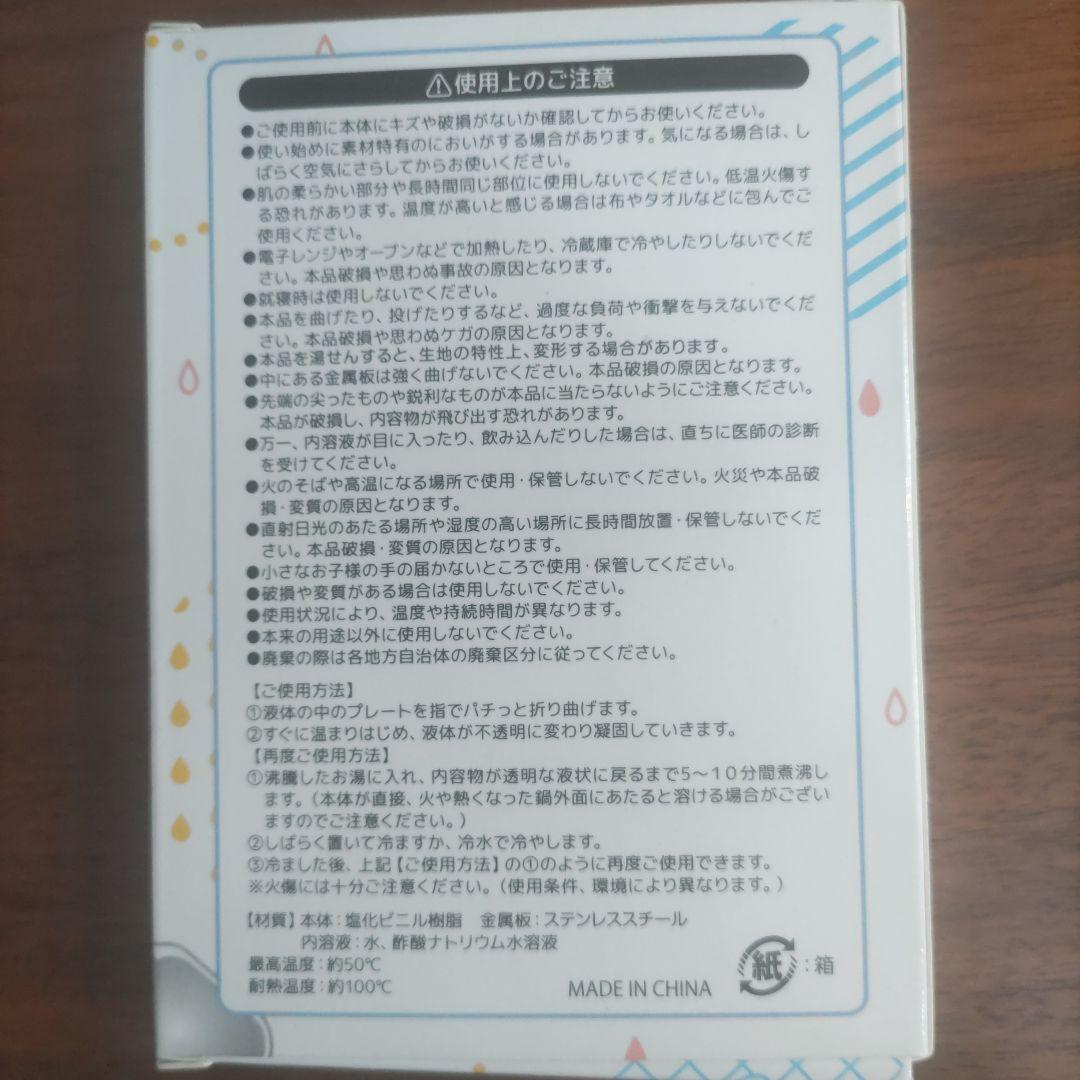 ⚠使用上のご注意
●ご使用前に本体にキズや破損がないか確認してからお使いください。
●使い始めに素材特有のにおいがする場合があります。気になる場合は、し
ばらく空気にさらしてからお使いください。
●肌の柔らかい部分や長時間同じ部位に使用しないでください。低温火傷す
る恐れがあります。温度が高いと感じる場合は布やタオルなどに包んでご
使用ください。
●電子レンジやオーブンなどで加熱したり、冷蔵庫で冷やしたりしないでくだ
さい。本品破損や思わぬ事故の原因となります。
●就寝時は使用しないでください。
●本品を曲げたり、投げたりするなど、過度な負荷や衝撃を与えないでくだ
さい。本品破損や思わぬケガの原因となります。
●本品を湯せんすると、生地の特性上、変形する場合があります。
●中にある金属板は強く曲げないでください。本品破損の原因となります。
●先端の尖ったものや鋭利なものが本品に当たらないようにご注意ください。
本品が破損し、内容物が飛び出す恐れがあります。
●万一、内溶液が目に入ったり、飲み込んだりした場合は、直ちに医師の診断
を受けてください。
●火のそばや高温になる場所で使用・保管しないでください。火災や本品破
損・変質の原因となります。
●直射日光のあたる場所や湿度の高い場所に長時間放置・保管しないでくだ
さい。本品破損・変質の原因となります。
●小さなお子様の手の届かないところで使用・保管してください。
●破損や変質がある場合は使用しないでください。
●使用状況により、温度や持続時間が異なります。
●本来の用途以外に使用しないでください。
●廃棄の際は各地方自治体の廃棄区分に従ってください。
【ご使用方法】
①液体の中のプレートを指でパチっと折り曲げます。
②すぐに温まりはじめ、液体が不透明に変わり凝固していきます。
【再度ご使用方法】
①沸騰したお湯に入れ、内容物が透明な液状に戻るまで5～10分間煮沸し
ます。(本体が直接、火や熱くなった鍋外面にあたると溶ける場合がござい
ますのでご注意ください。)
②しばらく置いて冷ますか、冷水で冷やします。
③冷ました後、上記【ご使用方法】の①のように再度ご使用できます。
※火傷には十分ご注意ください。(使用条件、環境により異なります。)
【材質】本体：塩化ビニル樹脂　金属板：ステンレススチール
内溶液：水、酢酸ナトリウム水溶液
最高温度：約50℃
耐熱温度：約100℃
MADE IN CHINA
紙：箱